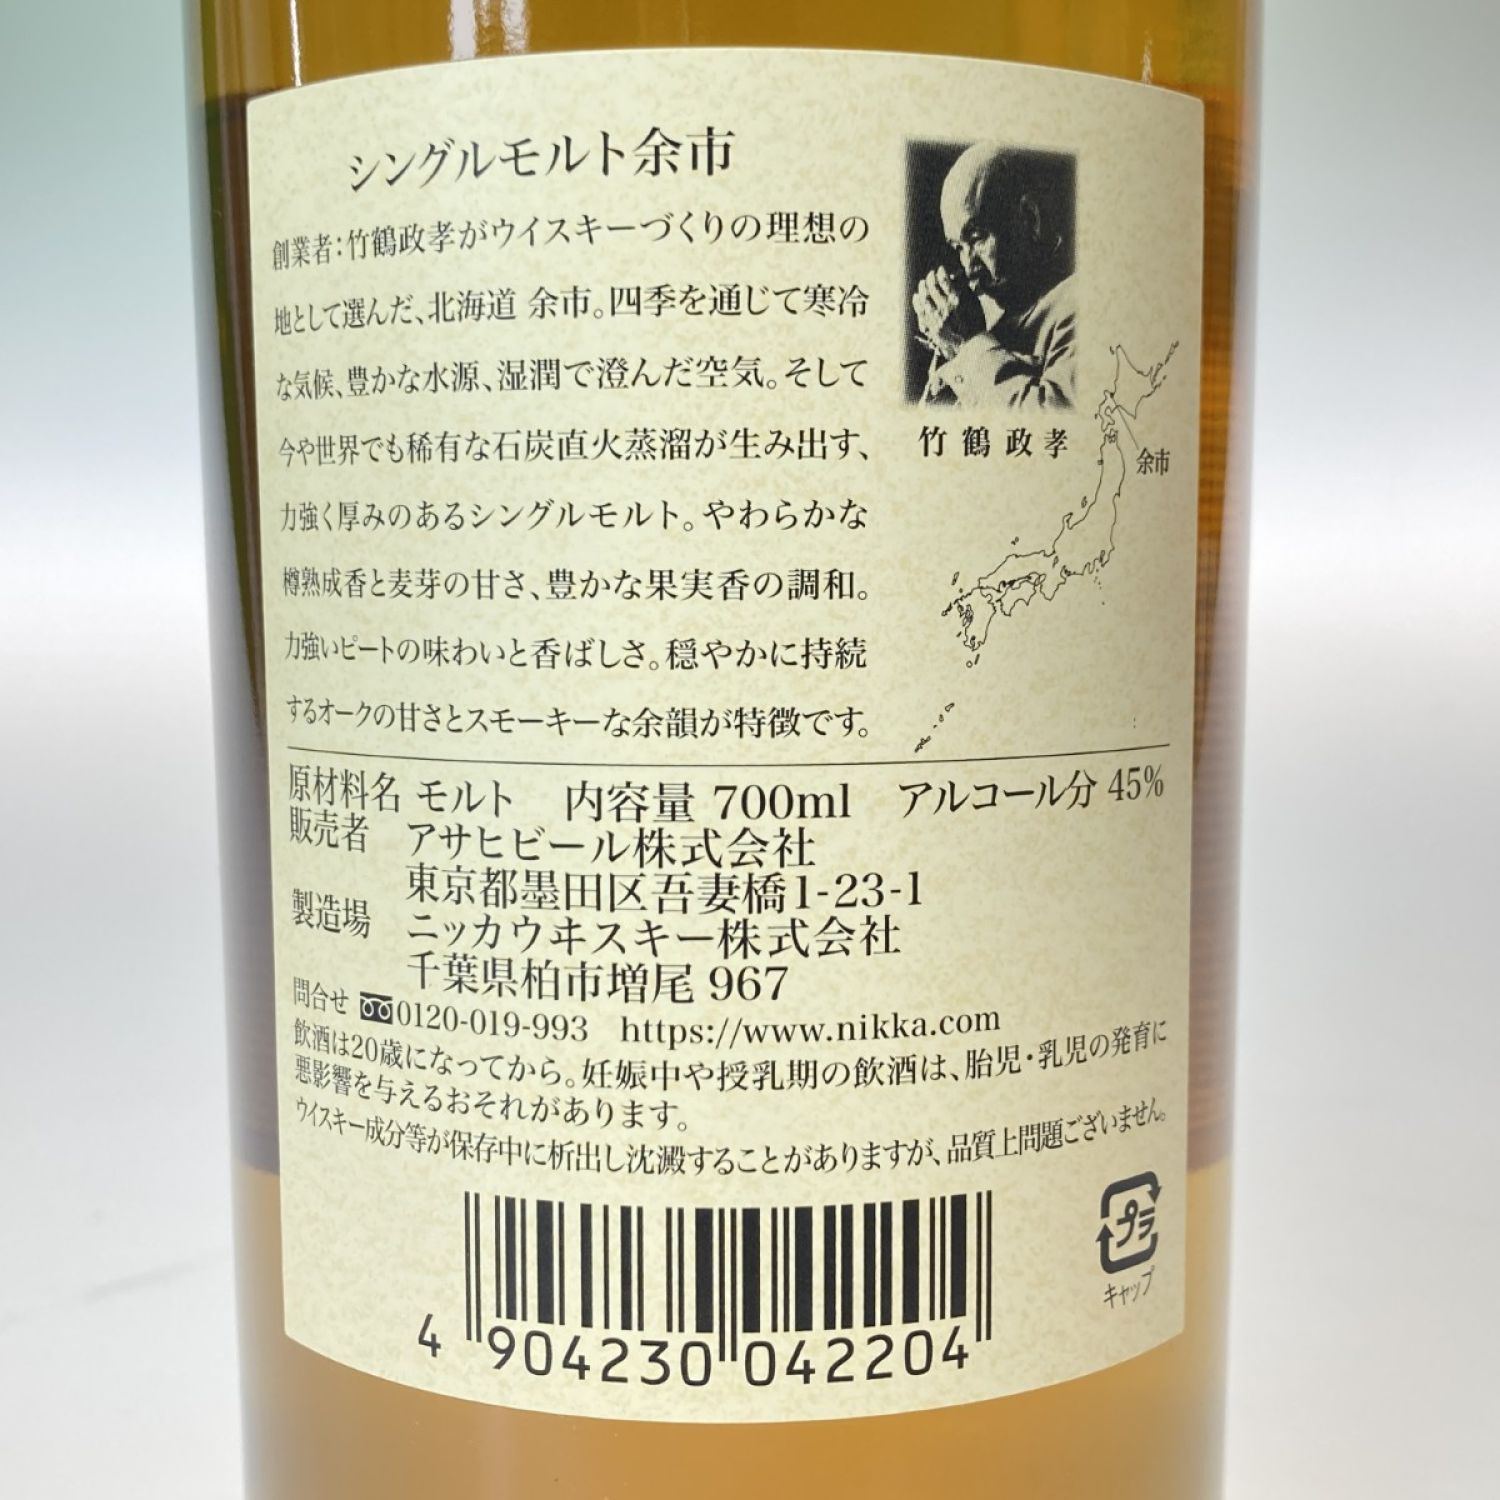 シングルモルト余市
創業者：竹鶴政孝がウイスキーづくりの理想の
地として選んだ、北海道 余市。四季を通じて寒冷
な気候、豊かな水源、湿潤で澄んだ空気。そして
今や世界でも稀有な石炭直火蒸溜が生み出す、
力強く厚みのあるシングルモルト。やわらかな
樽熟成香と麦芽の甘さ、豊かな果実香の調和。
力強いピートの味わいと香ばしさ。穏やかに持続
するオークの甘さとスモーキーな余韻が特徴です。
竹鶴政孝
余市
原材料名 モルト 内容量 700ml アルコール分 45%
販売者 アサヒビール株式会社
東京都墨田区吾妻橋1-23-1
製造場 ニッカウヰスキー株式会社
千葉県柏市増尾 967
問合せ 0120-019-993 https://www.nikka.com
飲酒は20歳になってから。妊娠中や授乳期の飲酒は、胎児・乳児の発育に
悪影響を与えるおそれがあります。
ウイスキー成分等が保存中に析出し沈澱することがありますが、品質上問題ございません。
プラ
キャップ
4 904230 042204